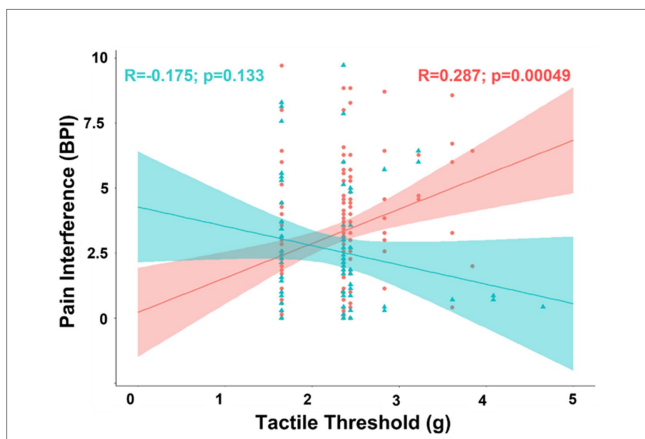 10
R=-0.175; p=0.133
R=0.287; p=0.00049
7.5
5
2.5
0
Pain Interference (BPI)
0 1 2 3 4 5
Tactile Threshold (g)